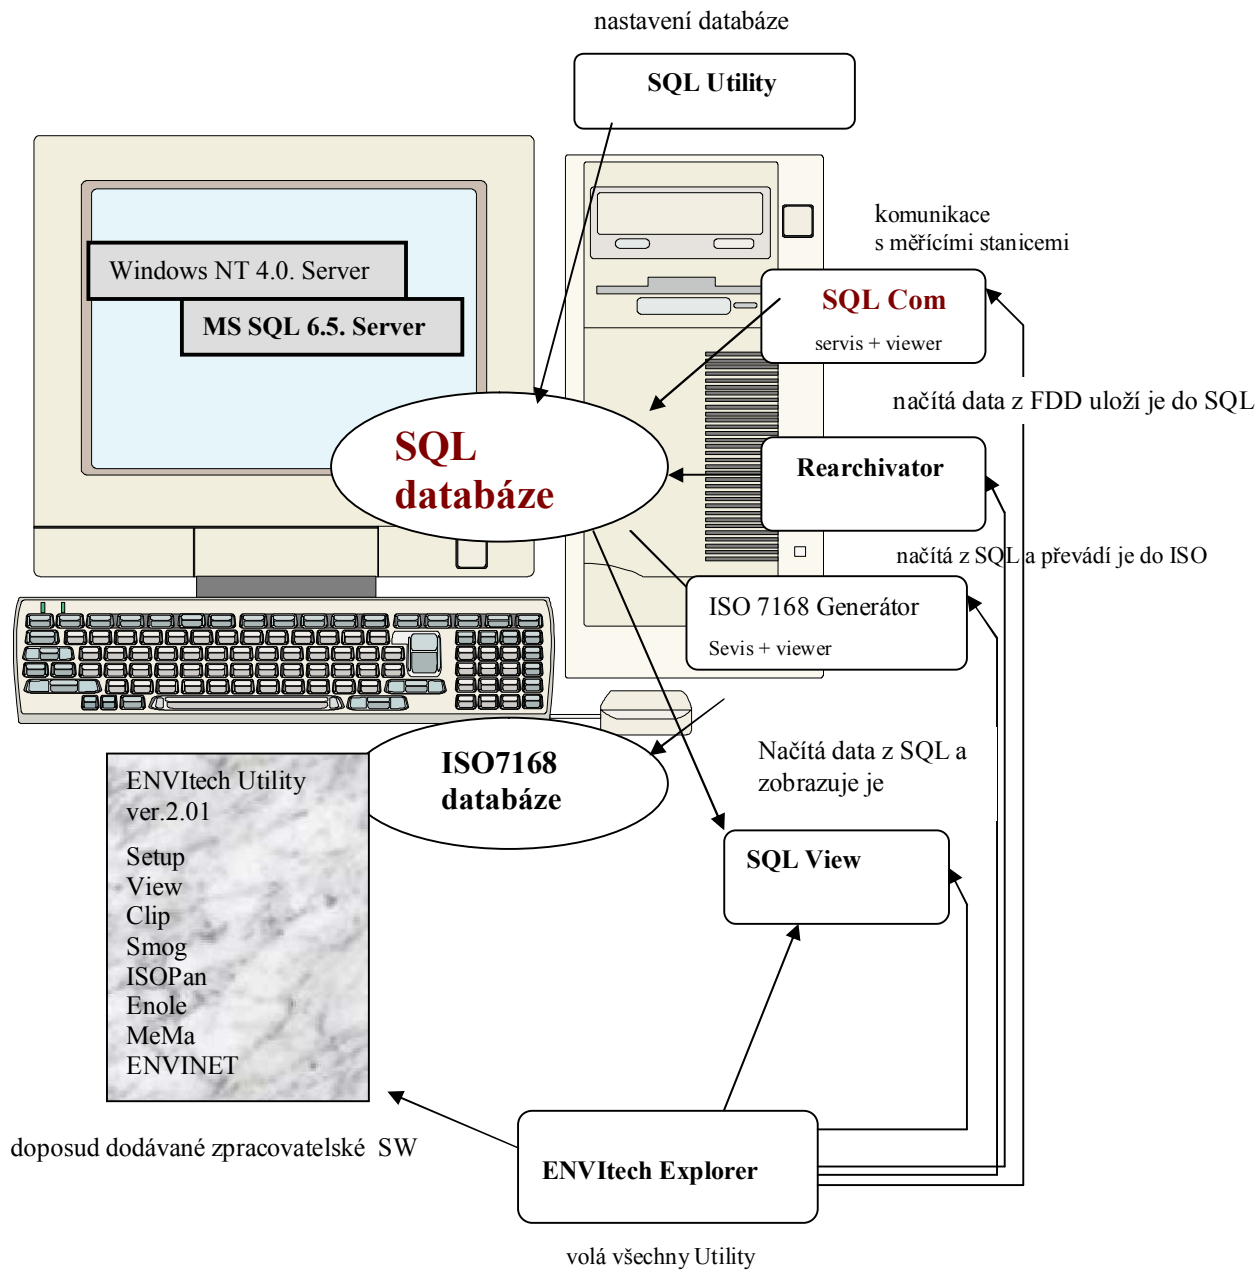 nastavení databáze
SQL Utility
Windows NT 4.0. Server
MS SQL 6.5. Server
komunikace
s měřícími stanicemi
SQL Com
servis + viewer
načítá data z FDD uloží je do SQL
SQL
databáze
Rearchivator
načítá z SQL a převádí je do ISO
ISO 7168 Generátor
Sevis + viewer
ISO7168
databáze
Načítá data z SQL a
zobrazuje je
SQL View
ENVItech Utility
ver.2.01
Setup
View
Clip
Smog
ISOPan
Enole
MeMa
ENVINET
doposud dodávané zpracovatelské SW
ENVItech Explorer
volá všechny Utility